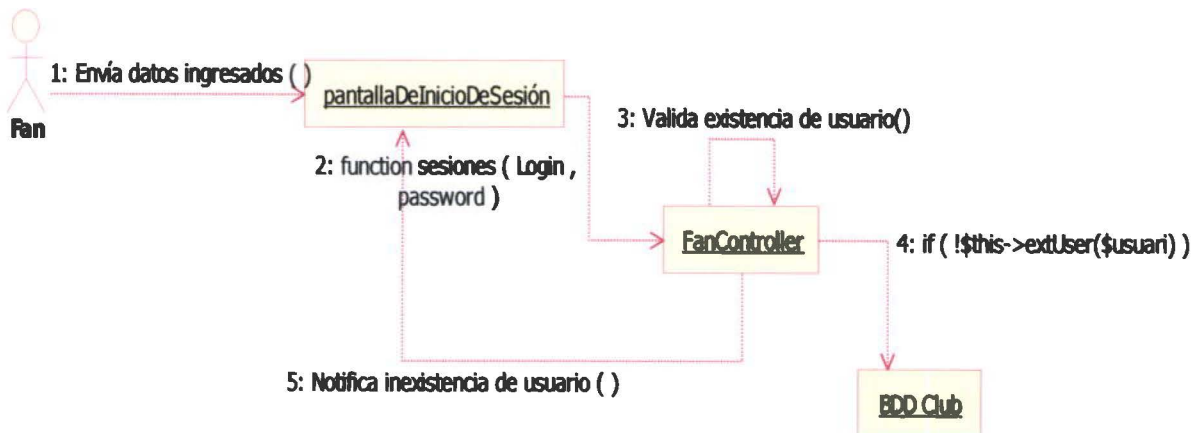 1: Envía datos ingresados ( )
pantallaDeInicioDeSesión
Fan
3: Valida existencia de usuario()
2: function sesiones ( Login ,
password )
FanController
4: if ( !$this->extUser($usuari) )
5: Notifica inexistencia de usuario ( )
BDD Club